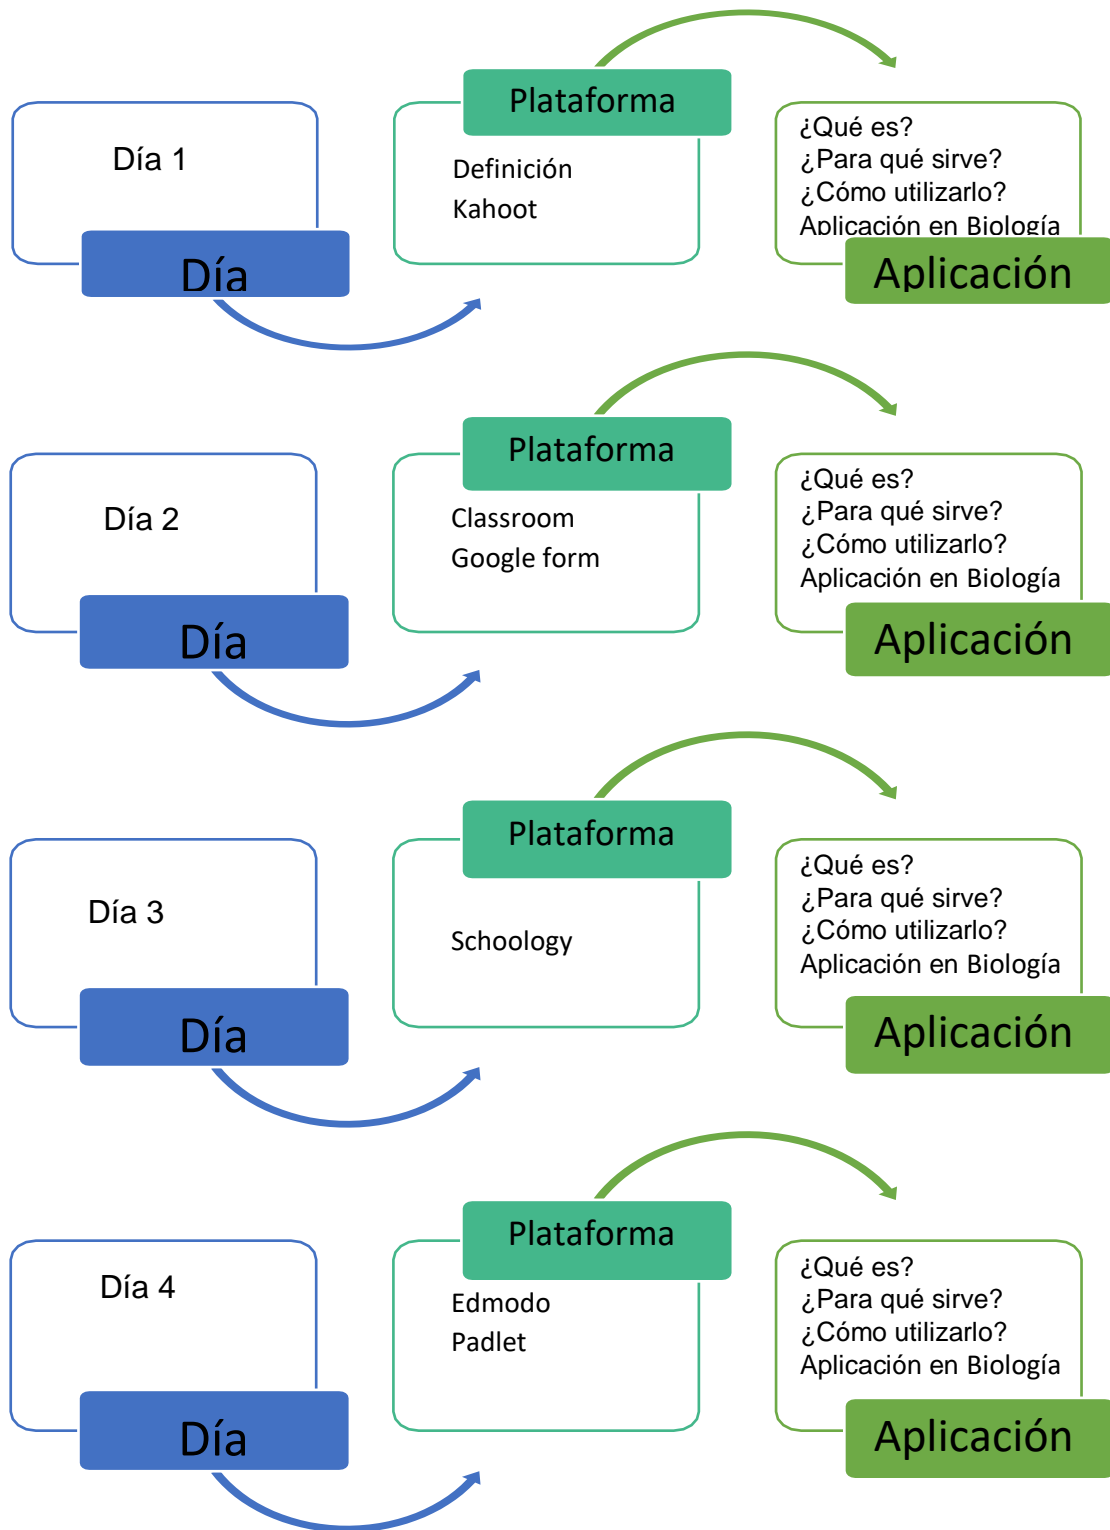 Día 1
Día
Plataforma
Definición
Kahoot
¿Qué es?
¿Para qué sirve?
¿Cómo utilizarlo?
Aplicación en Biología
Aplicación
Día 2
Día
Plataforma
Classroom
Google form
¿Qué es?
¿Para qué sirve?
¿Cómo utilizarlo?
Aplicación en Biología
Aplicación
Día 3
Día
Plataforma
Schoology
¿Qué es?
¿Para qué sirve?
¿Cómo utilizarlo?
Aplicación en Biología
Aplicación
Día 4
Día
Plataforma
Edmodo
Padlet
¿Qué es?
¿Para qué sirve?
¿Cómo utilizarlo?
Aplicación en Biología
Aplicación